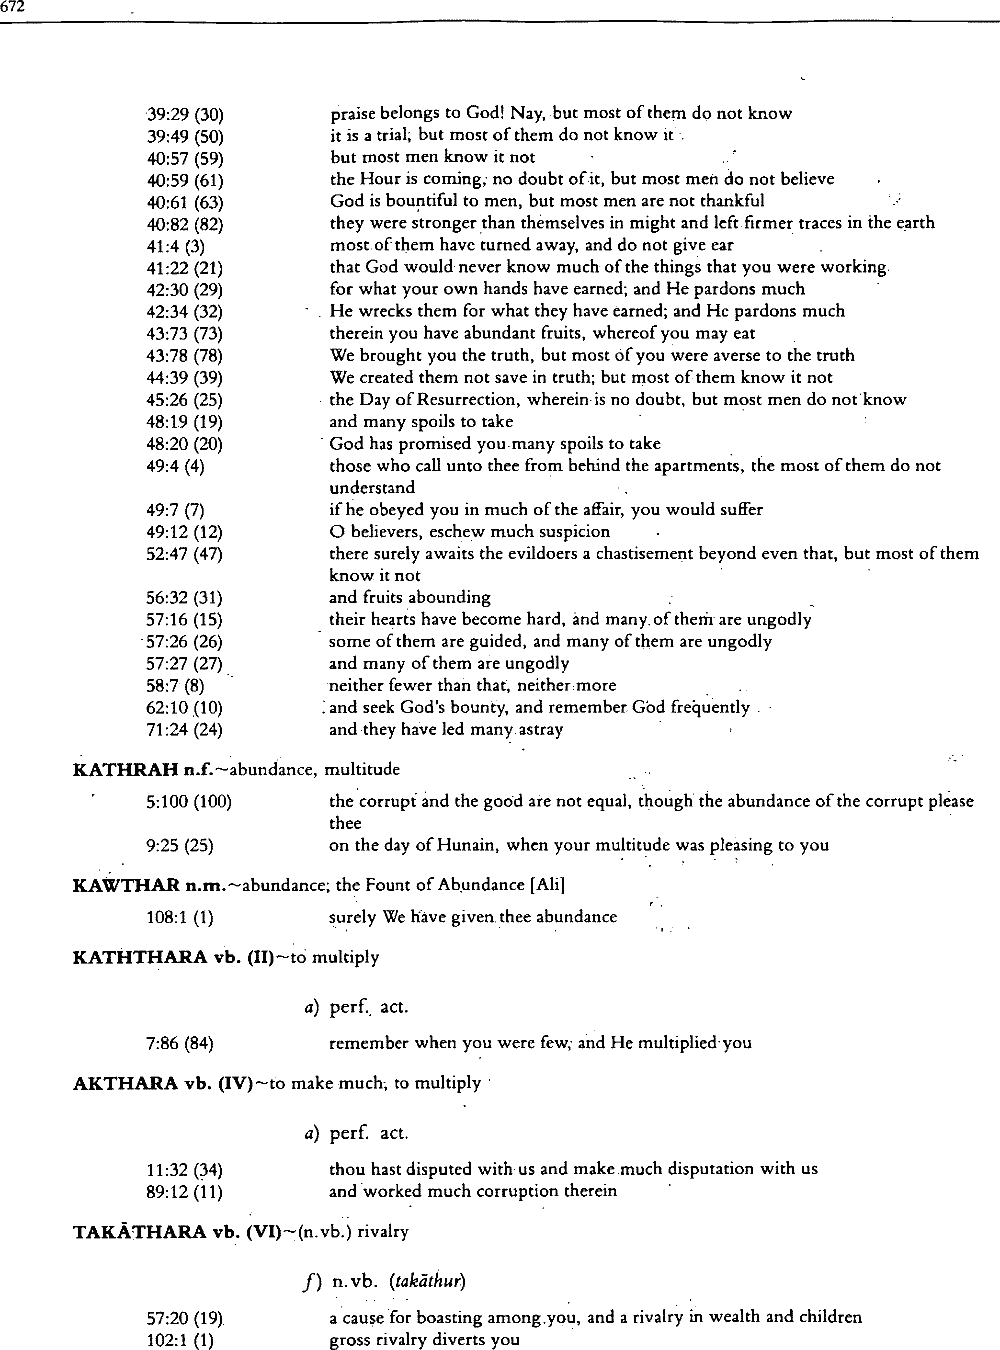 672
39:29 (30) praise belongs to God! Nay, but most of them do not know
39:49 (50) it is a trial; but most of them do not know it
40:57 (59) but most men know it not
40:59 (61) the Hour is coming, no doubt of it, but most men do not believe
40:61 (63) God is bountiful to men, but most men are not thankful
40:82 (82) they were stronger than themselves in might and left firmer traces in the earth
41:4 (3) most of them have turned away, and do not give ear
41:22 (21) that God would never know much of the things that you were working
42:30 (29) for what your own hands have earned; and He pardons much
42:34 (32) He wrecks them for what they have earned; and He pardons much
43:73 (73) therein you have abundant fruits, whereof you may eat
43:78 (78) We brought you the truth, but most of you were averse to the truth
44:39 (39) We created them not save in truth; but most of them know it not
45:26 (25) the Day of Resurrection, wherein is no doubt, but most men do not know
48:19 (19) and many spoils to take
48:20 (20) God has promised you many spoils to take
49:4 (4) those who call unto thee from behind the apartments, the most of them do not
understand
49:7 (7) if he obeyed you in much of the affair, you would suffer
49:12 (12) O believers, eschew much suspicion
52:47 (47) there surely awaits the evildoers a chastisement beyond even that, but most of them
know it not
56:32 (31) and fruits abounding
57:16 (15) their hearts have become hard, and many of them are ungodly
57:26 (26) some of them are guided, and many of them are ungodly
57:27 (27) and many of them are ungodly
58:7 (8) neither fewer than that, neither more
62:10 (10) and seek God's bounty, and remember God frequently
71:24 (24) and they have led many astray
KATHRAH n.f.~abundance, multitude
5:100 (100) the corrupt and the good are not equal, though the abundance of the corrupt please
thee
9:25 (25) on the day of Hunain, when your multitude was pleasing to you
KAWTHAR n.m.~abundance; the Fount of Abundance [Ali]
108:1 (1) surely We have given thee abundance
KATHTHARA vb. (II)~to multiply
a) perf. act.
7:86 (84) remember when you were few, and He multiplied you
AKTHARA vb. (IV)~to make much, to multiply
a) perf. act.
11:32 (34) thou hast disputed with us and make much disputation with us
89:12 (11) and worked much corruption therein
TAKĀTHARA vb. (VI)~(n.vb.) rivalry
f) n.vb. (takāthur)
57:20 (19) a cause for boasting among you, and a rivalry in wealth and children
102:1 (1) gross rivalry diverts you